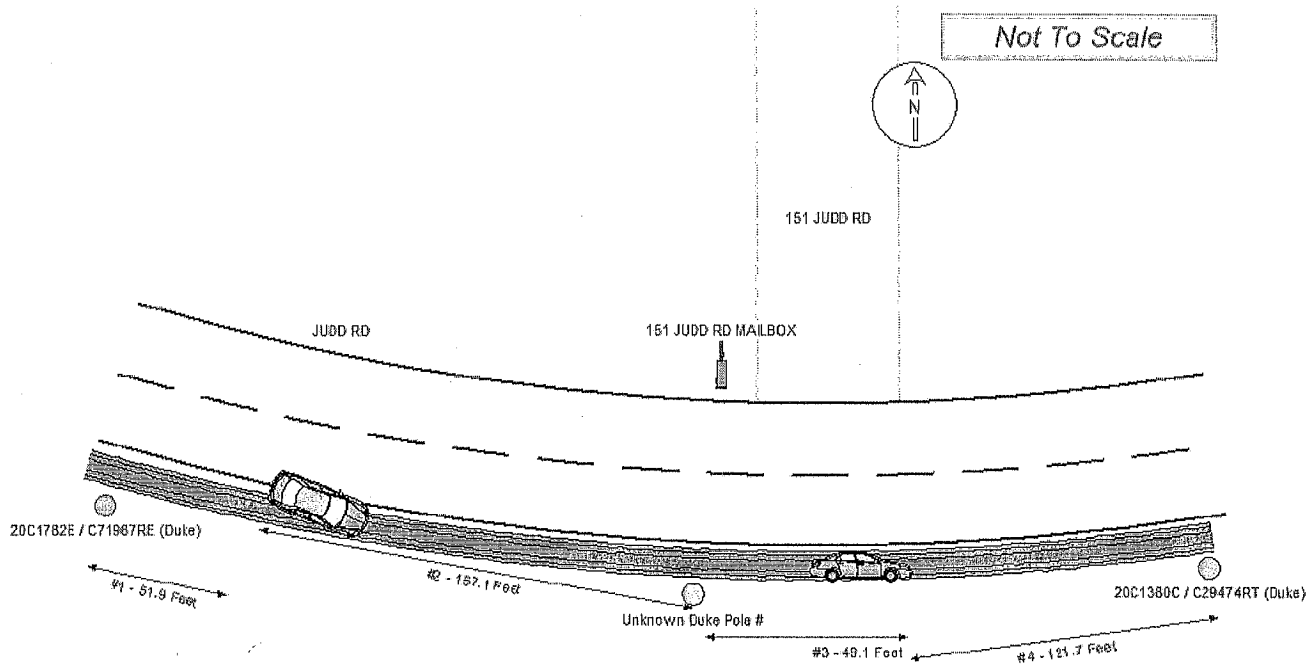 Not To Scale
N
151 JUDD RD
JUDD RD
151 JUDD RD MAILBOX
20C1782E / C71987RE (Duke)
#1 - 51.9 Feet
#2 - 157.1 Feet
Unknown Duke Pole #
#3 - 49.1 Feet
20C1380C / C29474RT (Duke)
#4 - 121.7 Feet